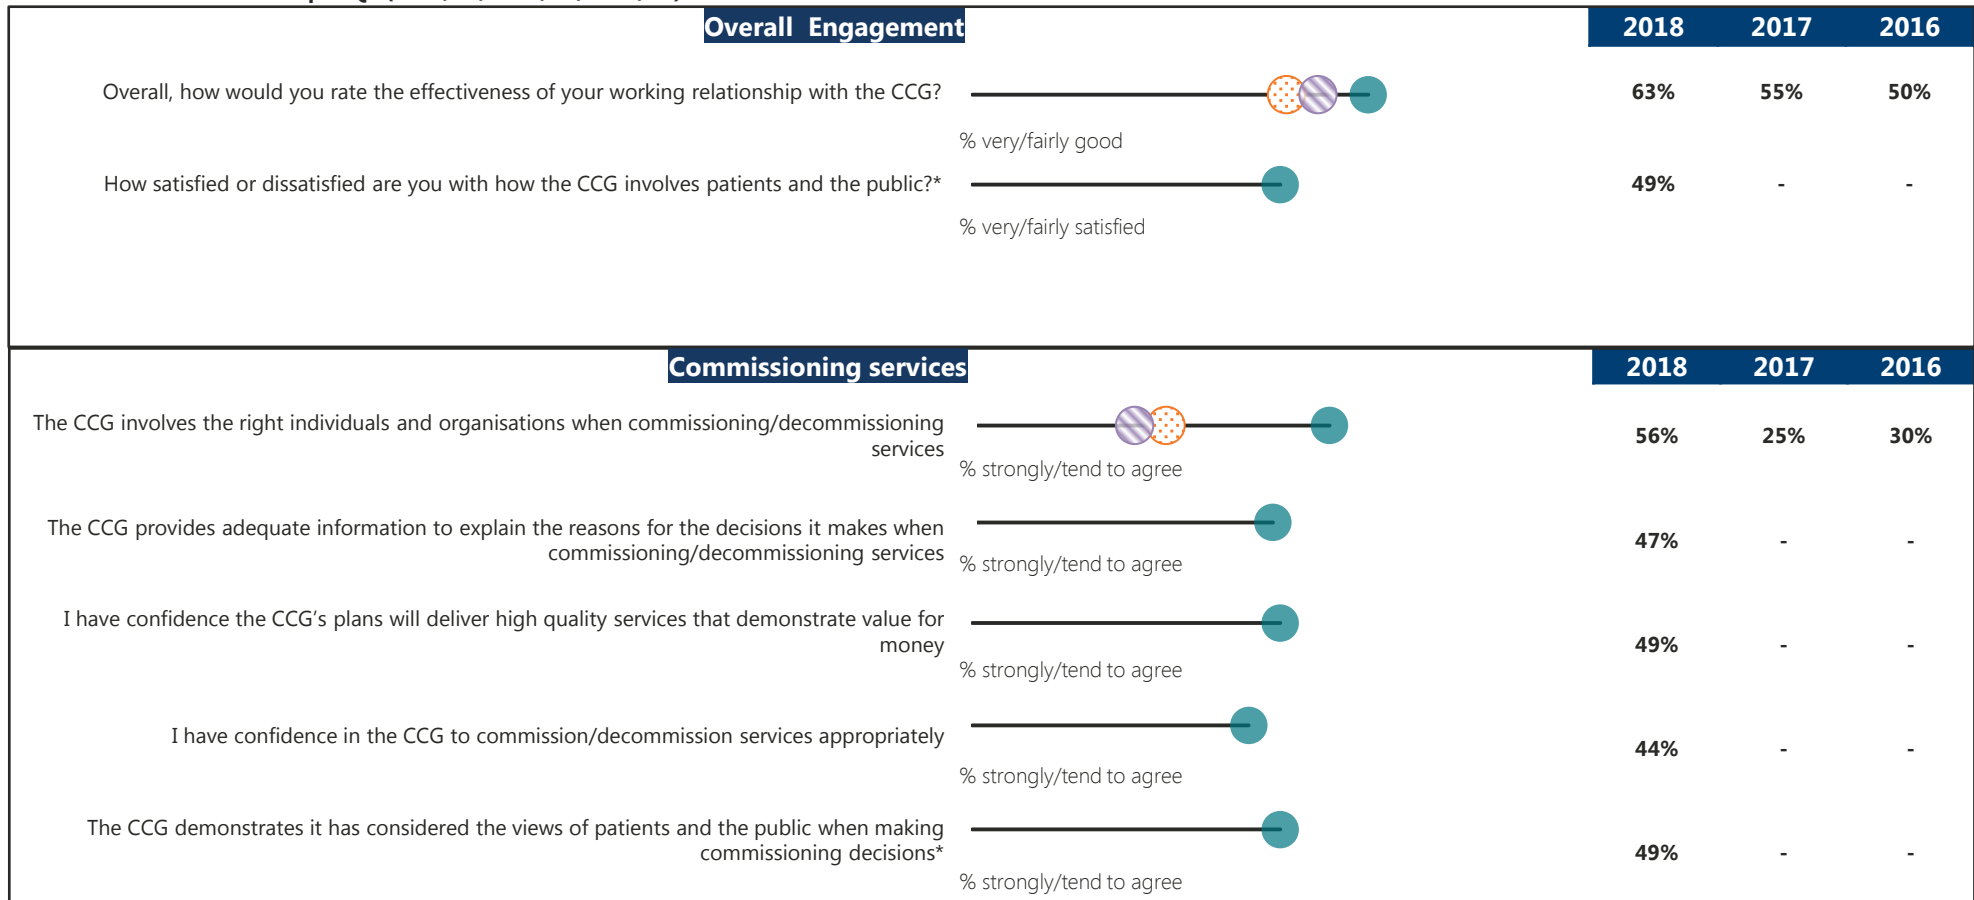 Overall Engagement 2018 2017 2016
Overall, how would you rate the effectiveness of your working relationship with the CCG? 63% 55% 50%
% very/fairly good
How satisfied or dissatisfied are you with how the CCG involves patients and the public?* 49% - -
% very/fairly satisfied
Commissioning services 2018 2017 2016
The CCG involves the right individuals and organisations when commissioning/decommissioning
services
56% 25% 30%
% strongly/tend to agree
The CCG provides adequate information to explain the reasons for the decisions it makes when
commissioning/decommissioning services
47% - -
% strongly/tend to agree
I have confidence the CCG’s plans will deliver high quality services that demonstrate value for
money
49% - -
% strongly/tend to agree
I have confidence in the CCG to commission/decommission services appropriately
44% - -
% strongly/tend to agree
The CCG demonstrates it has considered the views of patients and the public when making
commissioning decisions*
49% - -
% strongly/tend to agree